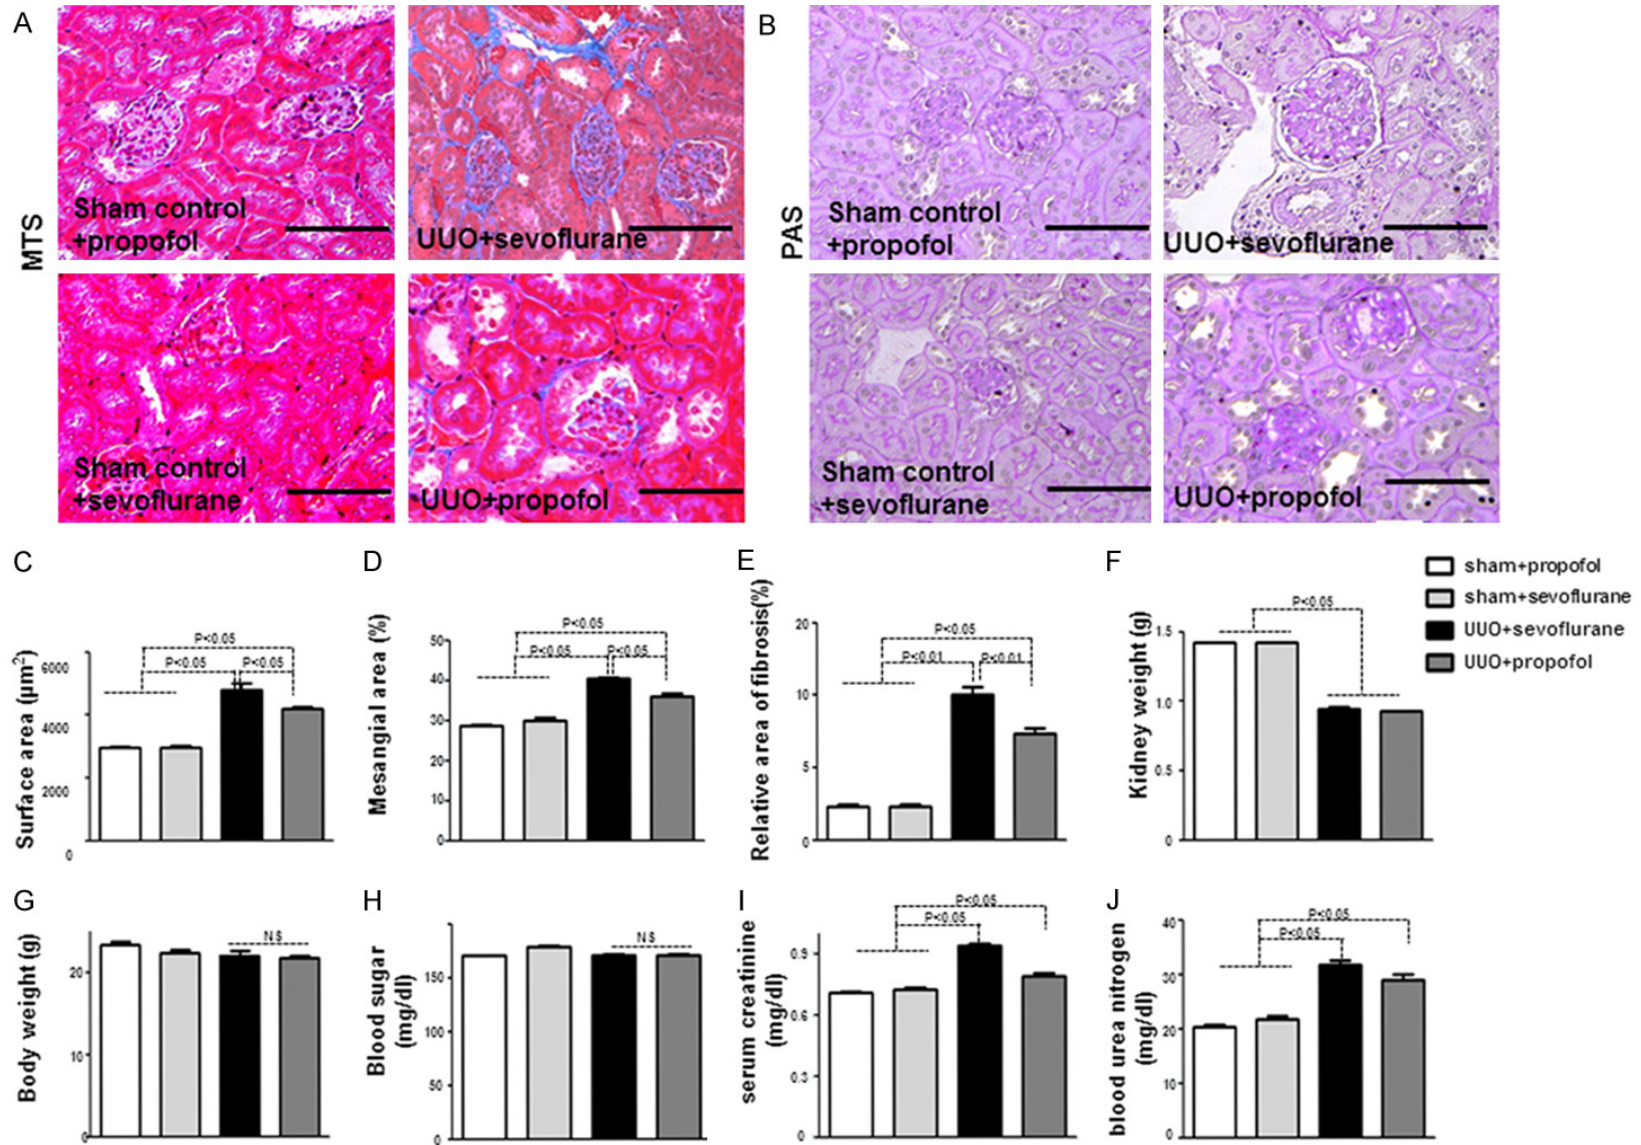 A
B
MTS
Sham control
+propofol
UUO+sevoflurane
PAS
Sham control
+propofol
UUO+sevoflurane
Sham control
+sevoflurane
UUO+propofol
Sham control
+sevoflurane
UUO+propofol
C
Surface area (µm²)
6000
4000
2000
0
P<0.05
P<0.05
P<0.05
D
Mesangial area (%)
50
40
30
20
10
0
P<0.05
P<0.05
P<0.05
E
Relative area of fibrosis(%)
20
10
5
0
P<0.05
P<0.01
P<0.01
F
Kidney weight (g)
1.5
1.0
0.5
0
P<0.05
sham+propofol
sham+sevoflurane
UUO+sevoflurane
UUO+propofol
G
Body weight (g)
20
10
0
NS
H
Blood sugar
(mg/dl)
150
100
50
0
NS
I
serum creatinine
(mg/dl)
0.9
0.6
0.3
0
P<0.05
P<0.05
J
blood urea nitrogen
(mg/dl)
40
30
20
10
0
P<0.05
P<0.05